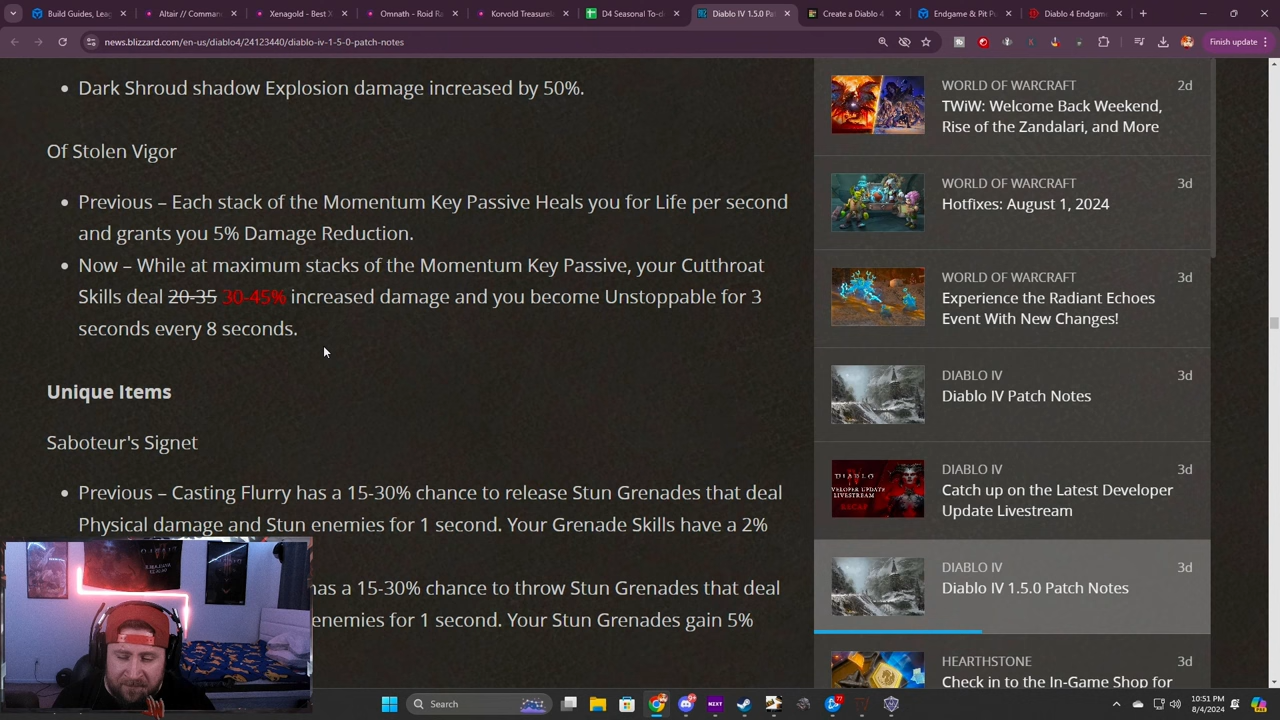 Build Guides, Leag
Altair // Comman
Xenagold - Best X
Omnath - Roid Ra
Korvold Treasurel
D4 Seasonal To-d
Diablo IV 1.5.0 Pat
Create a Diablo 4
Endgame & Pit Pu
Diablo 4 Endgam
news.blizzard.com/en-us/diablo4/24123440/diablo-iv-1-5-0-patch-notes
Finish update
Dark Shroud shadow Explosion damage increased by 50%.
Of Stolen Vigor
Previous – Each stack of the Momentum Key Passive Heals you for Life per second
and grants you 5% Damage Reduction.
Now – While at maximum stacks of the Momentum Key Passive, your Cutthroat
Skills deal 20-35 30-45% increased damage and you become Unstoppable for 3
seconds every 8 seconds.
Unique Items
Saboteur's Signet
Previous – Casting Flurry has a 15-30% chance to release Stun Grenades that deal
Physical damage and Stun enemies for 1 second. Your Grenade Skills have a 2%
has a 15-30% chance to throw Stun Grenades that deal
enemies for 1 second. Your Stun Grenades gain 5%
WORLD OF WARCRAFT 2d
TWiW: Welcome Back Weekend,
Rise of the Zandalari, and More
WORLD OF WARCRAFT 3d
Hotfixes: August 1, 2024
WORLD OF WARCRAFT 3d
Experience the Radiant Echoes
Event With New Changes!
DIABLO IV 3d
Diablo IV Patch Notes
DIABLO IV 3d
Catch up on the Latest Developer
Update Livestream
DIABLO IV 3d
Diablo IV 1.5.0 Patch Notes
HEARTHSTONE 3d
Check in to the In-Game Shop for
Search
10:51 PM
8/4/2024